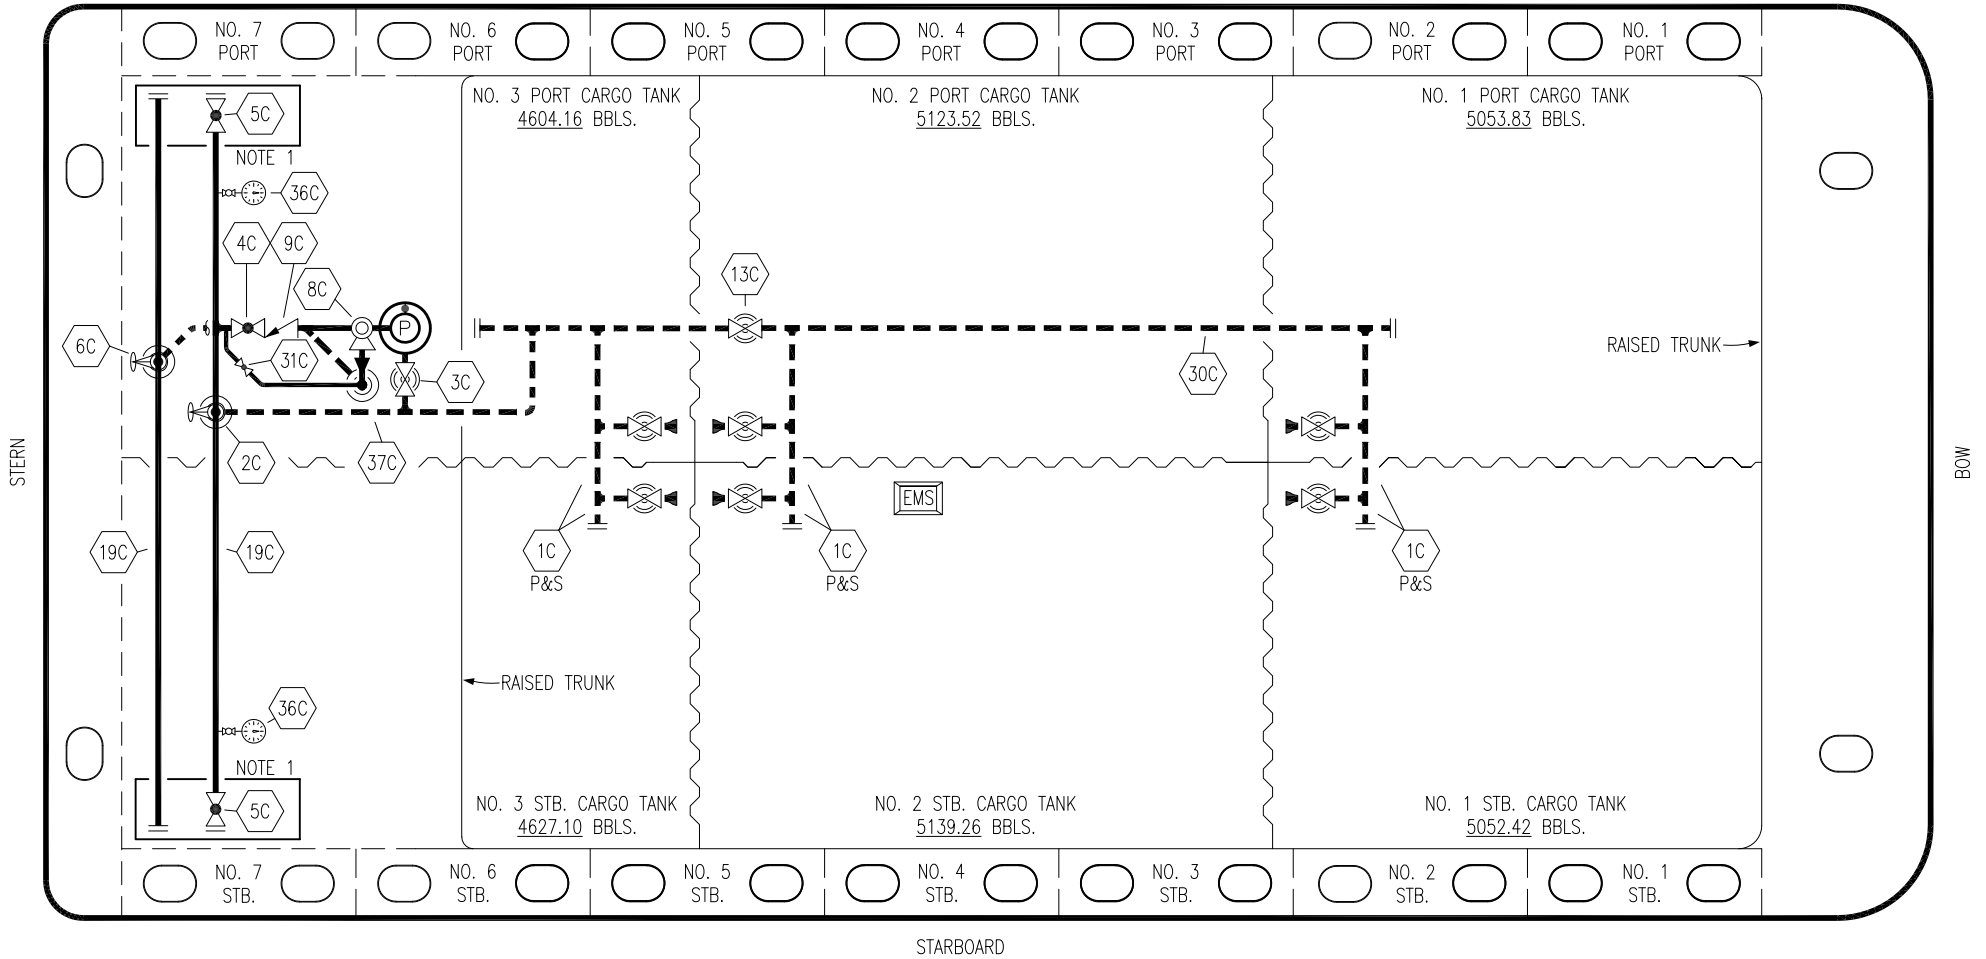 NO. 7
PORT
NO. 6
PORT
NO. 5
PORT
NO. 4
PORT
NO. 3
PORT
NO. 2
PORT
NO. 1
PORT
NO. 3 PORT CARGO TANK
4604.16 BBLS.
NO. 2 PORT CARGO TANK
5123.52 BBLS.
NO. 1 PORT CARGO TANK
5053.83 BBLS.
5C
NOTE 1
36C
4C
9C
8C
13C
P
6C
31C
3C
30C
RAISED TRUNK
2C
37C
STERN
BOW
EMS
19C
19C
1C
P&S
1C
P&S
1C
P&S
RAISED TRUNK
36C
NOTE 1
5C
NO. 3 STB. CARGO TANK
4627.10 BBLS.
NO. 2 STB. CARGO TANK
5139.26 BBLS.
NO. 1 STB. CARGO TANK
5052.42 BBLS.
NO. 7
STB.
NO. 6
STB.
NO. 5
STB.
NO. 4
STB.
NO. 3
STB.
NO. 2
STB.
NO. 1
STB.
STARBOARD